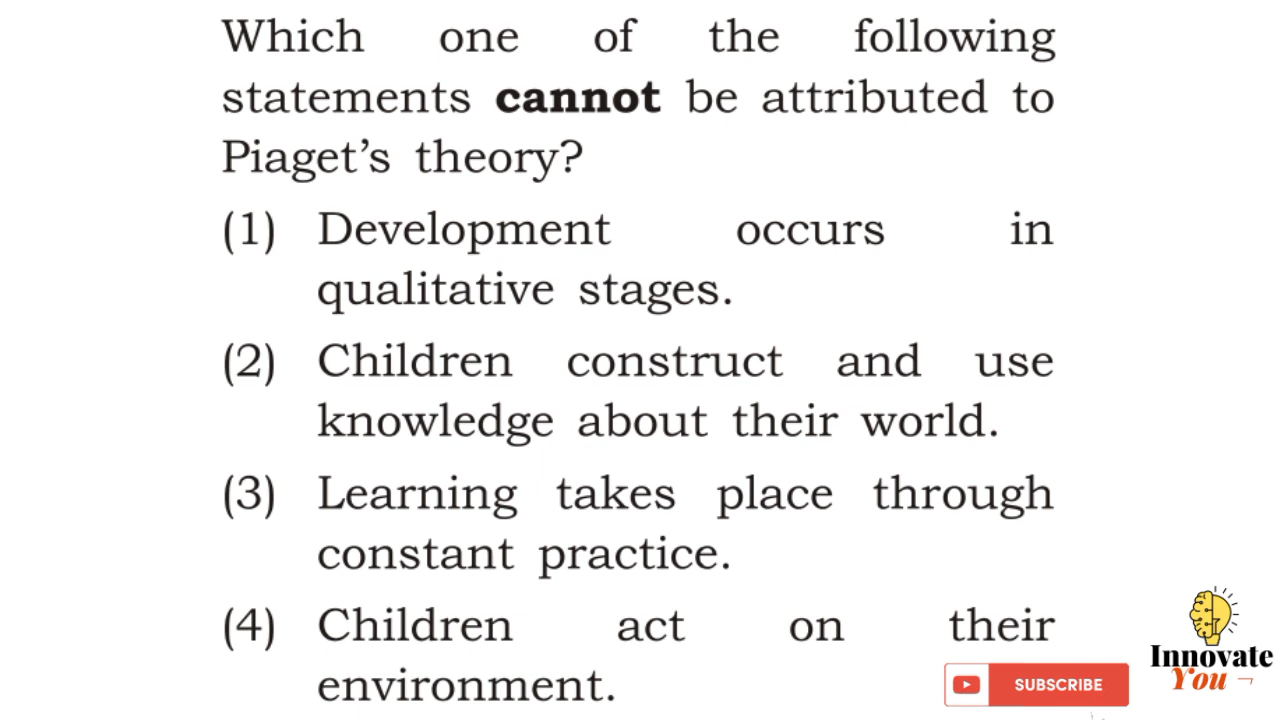 Which one of the following
statements cannot be attributed to
Piaget's theory?
(1) Development occurs in
qualitative stages.
(2) Children construct and use
knowledge about their world.
(3) Learning takes place through
constant practice.
(4) Children act on their
environment.
SUBSCRIBE
Innovate
You